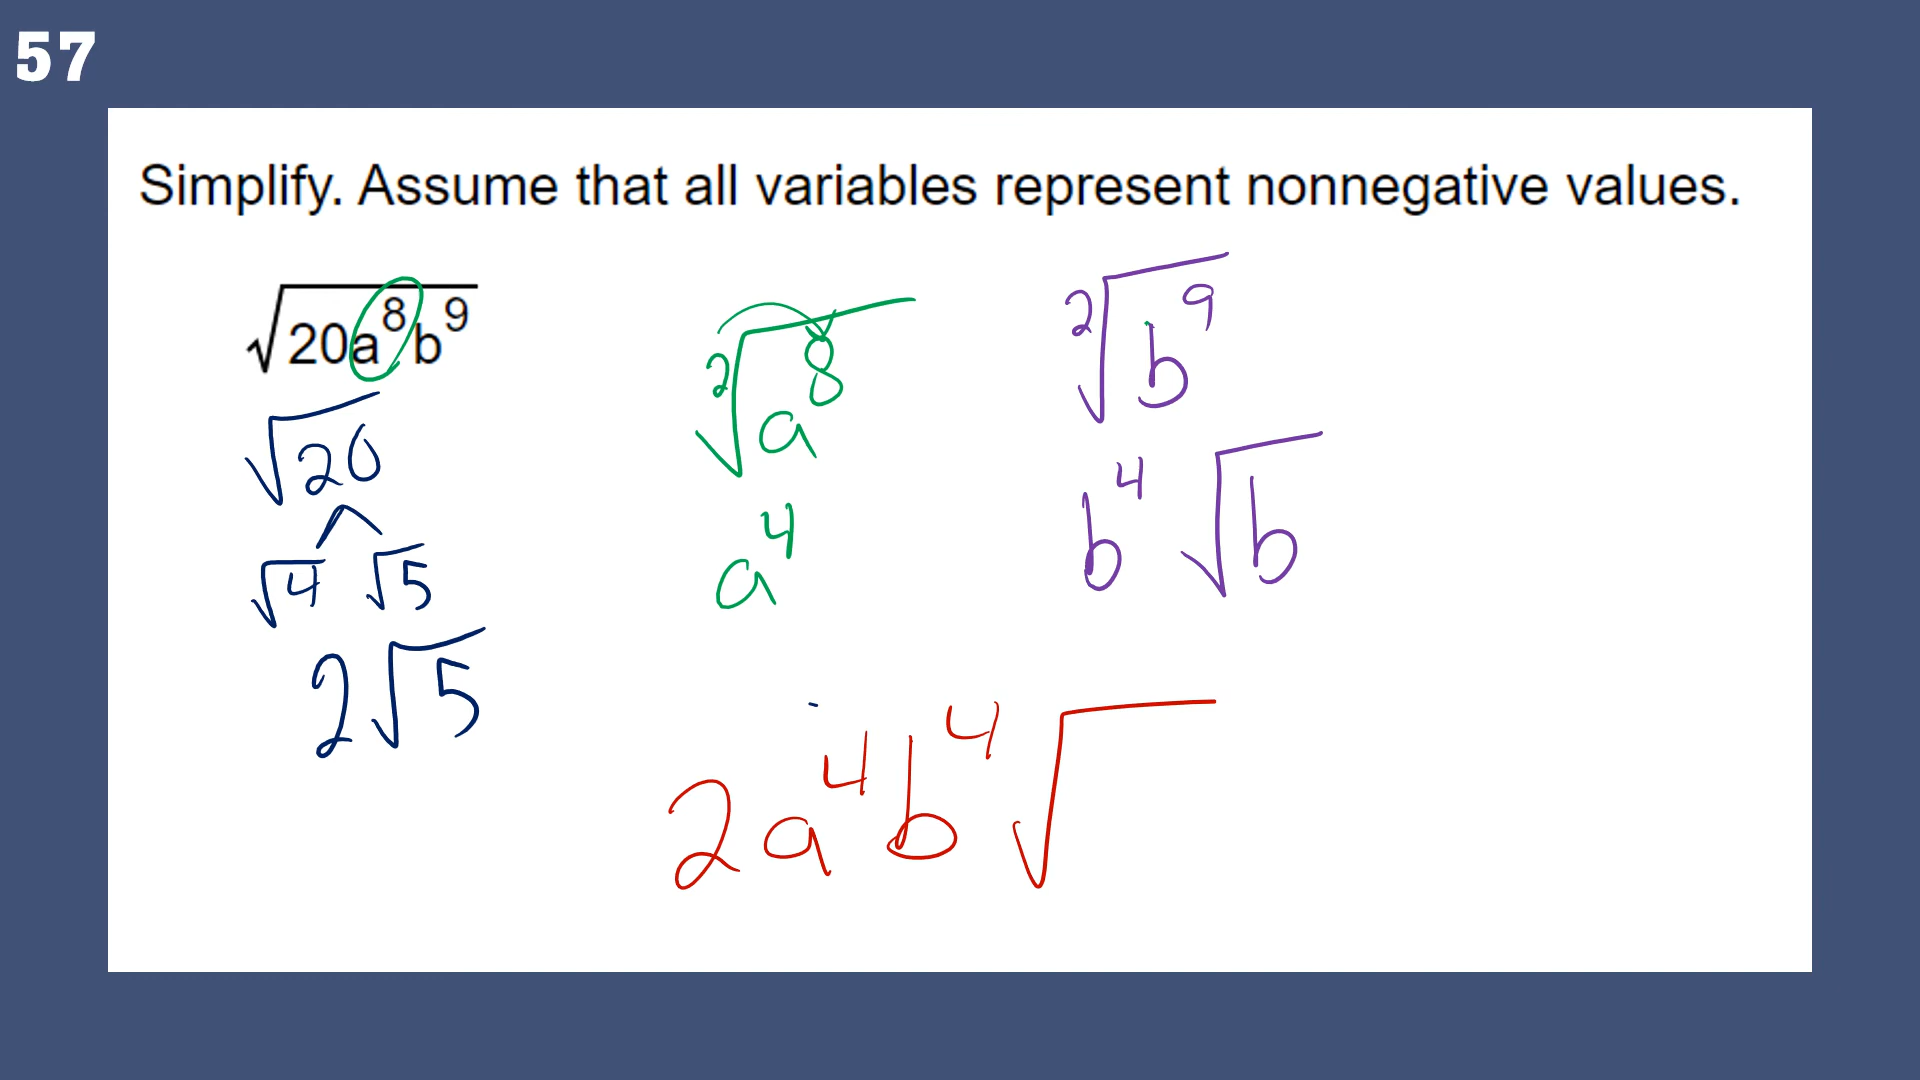 57
Simplify. Assume that all variables represent nonnegative values.
√20a⁸b⁹
√20
√4 √5
2√5
²√a⁸
a⁴
²√b⁹
b⁴√b
2a⁴b⁴√